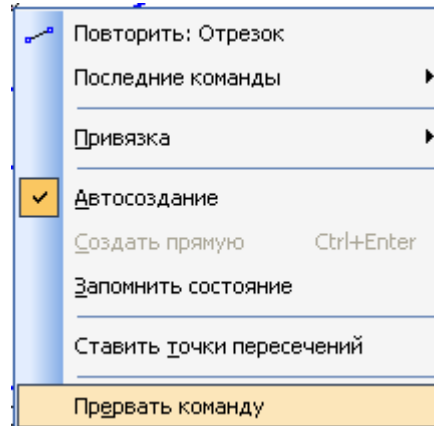 Повторить: Отрезок
Последние команды
Привязка
Автосоздание
Создать прямую Ctrl+Enter
Запомнить состояние
Ставить точки пересечений
Прервать команду